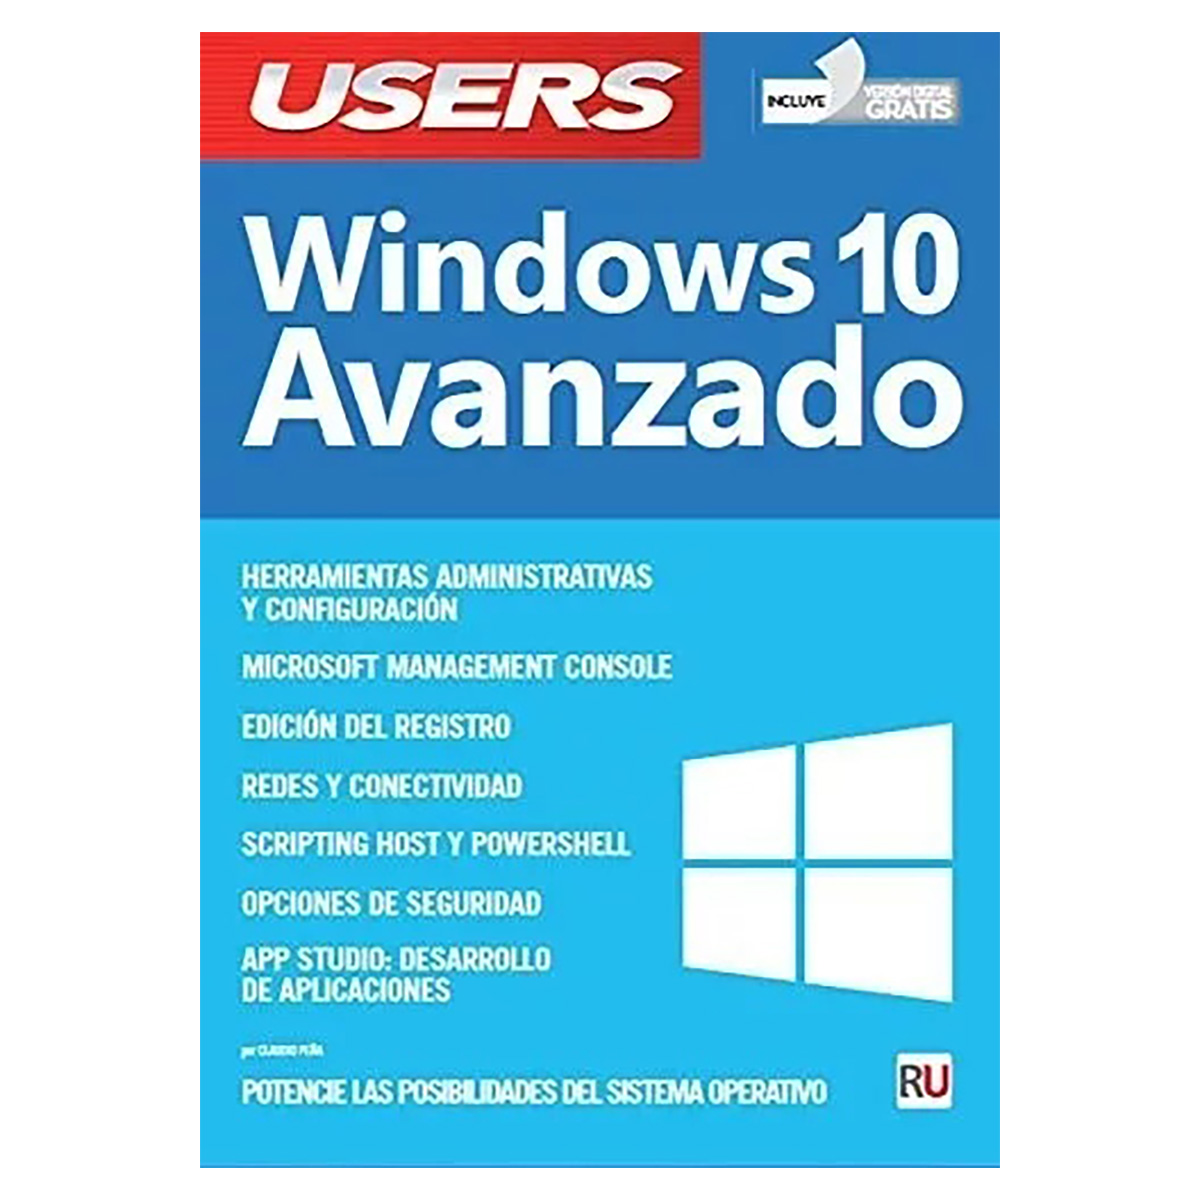 USERS
INCLUYE
VERSIÓN DIGITAL
GRATIS
Windows 10
Avanzado
HERRAMIENTAS ADMINISTRATIVAS
Y CONFIGURACIÓN
MICROSOFT MANAGEMENT CONSOLE
EDICIÓN DEL REGISTRO
REDES Y CONECTIVIDAD
SCRIPTING HOST Y POWERSHELL
OPCIONES DE SEGURIDAD
APP STUDIO: DESARROLLO
DE APLICACIONES
por CLAUDIO PEÑA
POTENCIE LAS POSIBILIDADES DEL SISTEMA OPERATIVO
RU